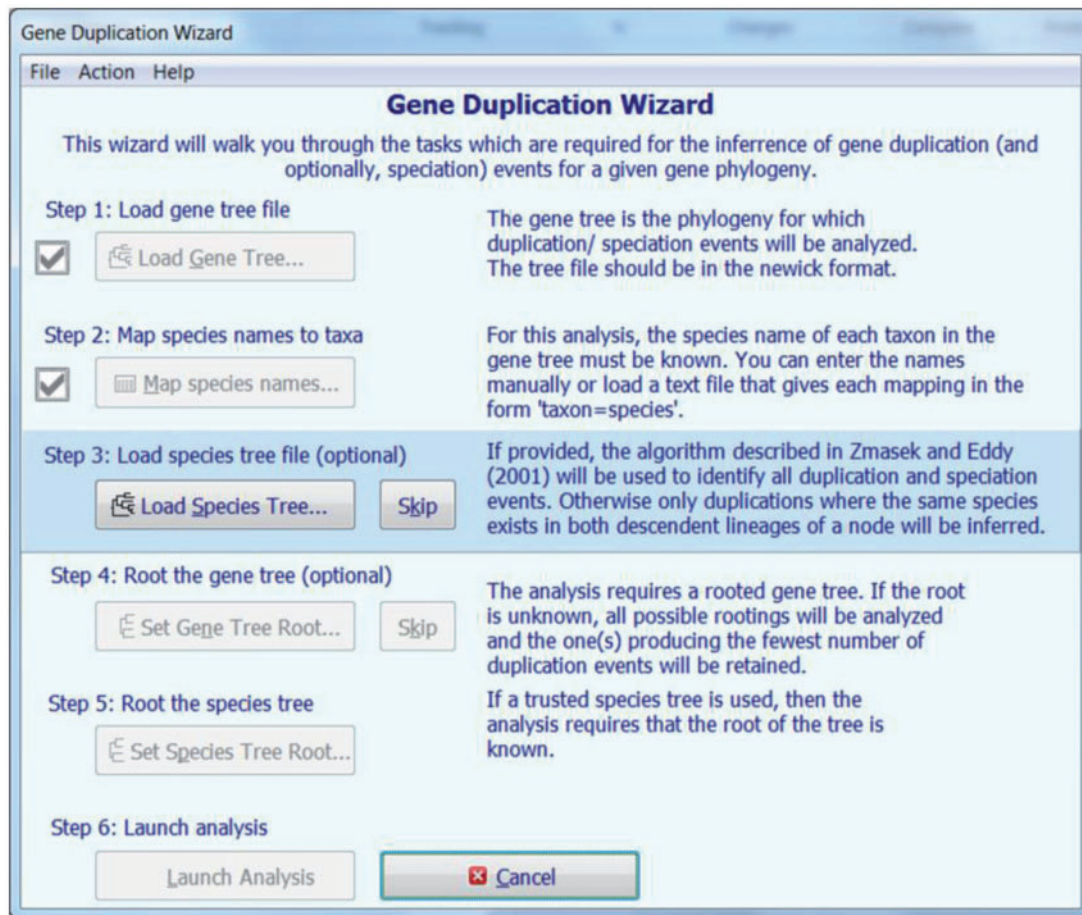 Gene Duplication Wizard
File Action Help
Gene Duplication Wizard
This wizard will walk you through the tasks which are required for the inferrence of gene duplication (and
optionally, speciation) events for a given gene phylogeny.
Step 1: Load gene tree file
Load Gene Tree...
The gene tree is the phylogeny for which
duplication/ speciation events will be analyzed.
The tree file should be in the newick format.
Step 2: Map species names to taxa
Map species names...
For this analysis, the species name of each taxon in the
gene tree must be known. You can enter the names
manually or load a text file that gives each mapping in the
form 'taxon=species'.
Step 3: Load species tree file (optional)
Load Species Tree...
Skip
If provided, the algorithm described in Zmasek and Eddy
(2001) will be used to identify all duplication and speciation
events. Otherwise only duplications where the same species
exists in both descendent lineages of a node will be inferred.
Step 4: Root the gene tree (optional)
Set Gene Tree Root...
Skip
The analysis requires a rooted gene tree. If the root
is unknown, all possible rootings will be analyzed
and the one(s) producing the fewest number of
duplication events will be retained.
Step 5: Root the species tree
Set Species Tree Root...
If a trusted species tree is used, then the
analysis requires that the root of the tree is
known.
Step 6: Launch analysis
Launch Analysis
Cancel